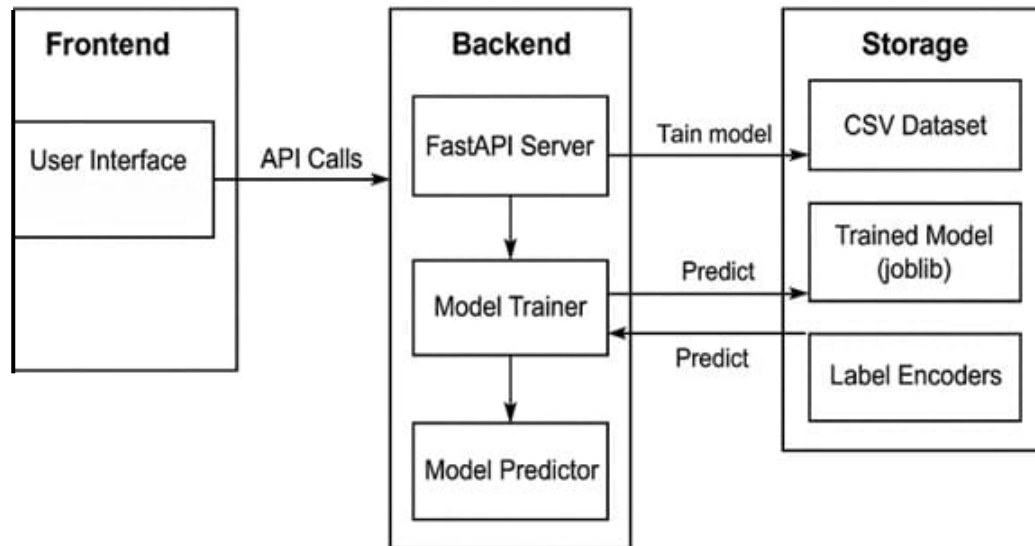 Frontend
User Interface
API Calls
Backend
FastAPI Server
Model Trainer
Model Predictor
Tain model
Predict
Predict
Storage
CSV Dataset
Trained Model
(joblib)
Label Encoders